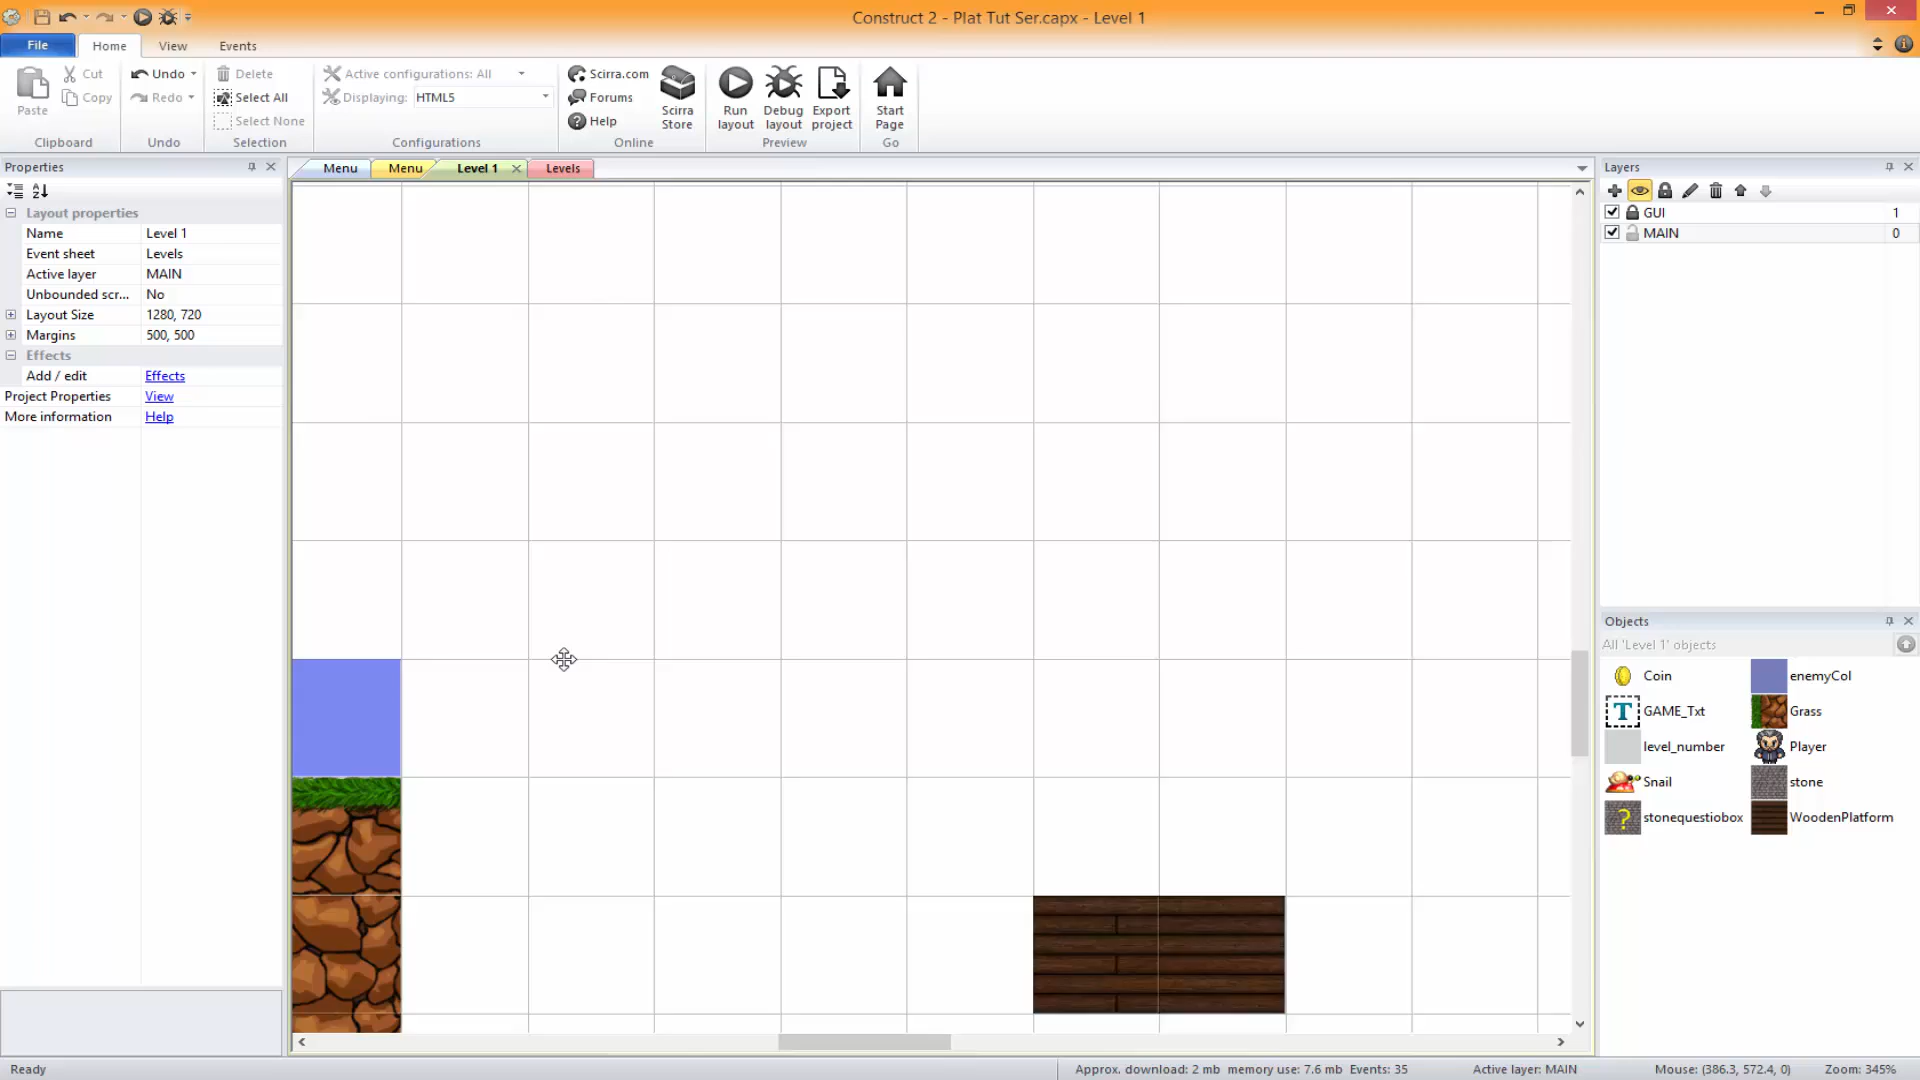 Construct 2 - Plat Tut Ser.capx - Level 1
File Home View Events
Paste Cut Copy
Clipboard
Undo Redo
Undo
Delete
Select All
Select None
Selection
Active configurations: All
Displaying: HTML5
Configurations
Scirra.com
Forums
Help
Scirra Store
Online
Run layout
Debug layout
Export project
Preview
Start Page
Go
Properties
Layout properties
Name Level 1
Event sheet Levels
Active layer MAIN
Unbounded scr... No
Layout Size 1280, 720
Margins 500, 500
Effects
Add / edit Effects
Project Properties View
More information Help
Menu Menu Level 1 Levels
Layers
GUI 1
MAIN 0
Objects
All 'Level 1' objects
Coin enemyCol
T GAME_Txt Grass
level_number Player
Snail stone
? stonequestiobox WoodenPlatform
Ready
Approx. download: 2 mb memory use: 7.6 mb Events: 35
Active layer: MAIN
Mouse: (386.3, 572.4, 0)
Zoom: 345%